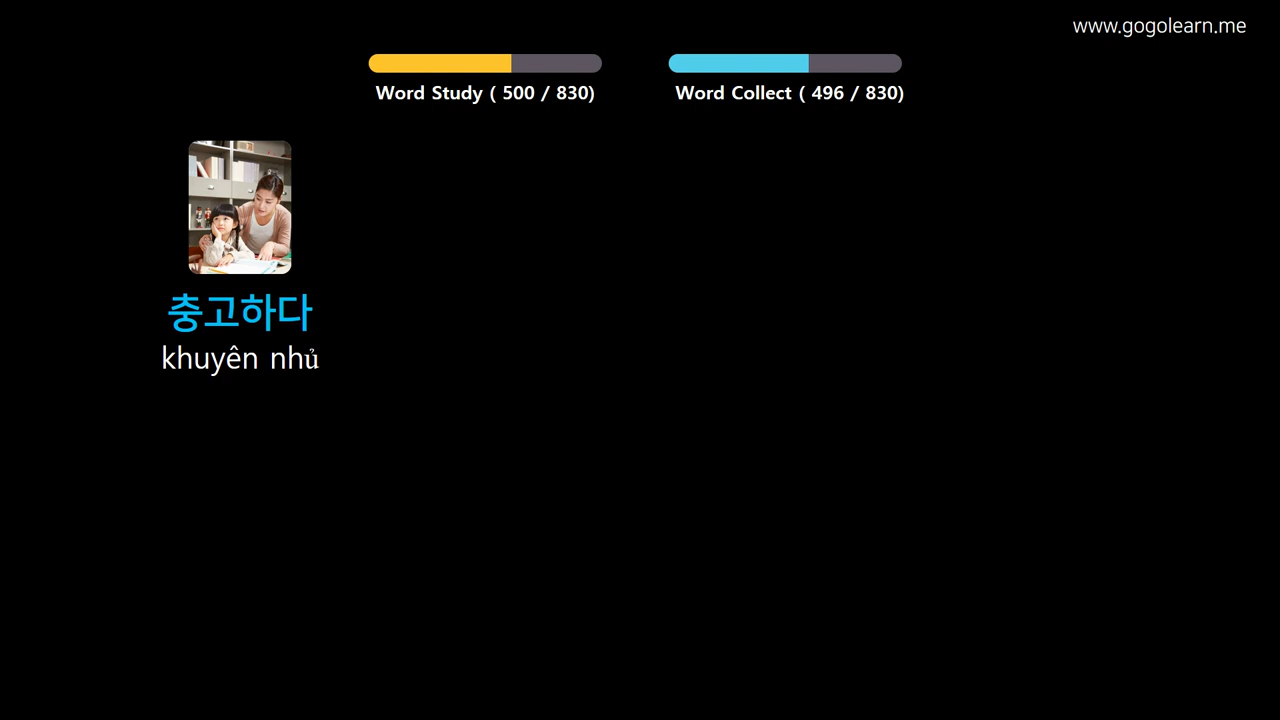 www.gogolearn.me
Word Study ( 500 / 830)
Word Collect ( 496 / 830)
충고하다
khuyên nhủ